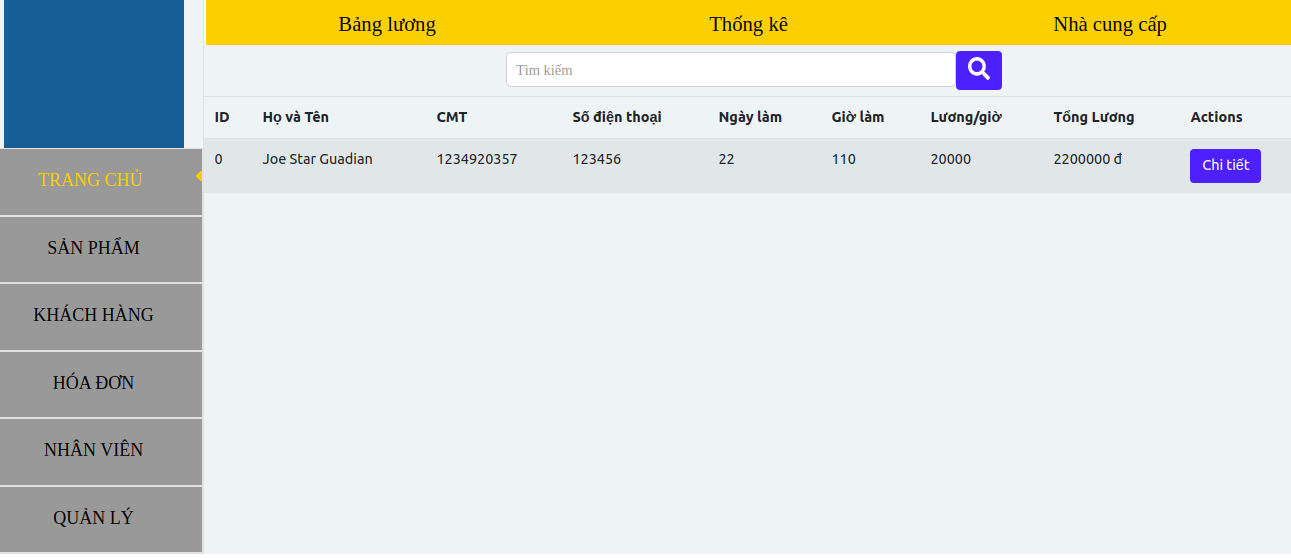 Bảng lương Thống kê Nhà cung cấp
Tìm kiếm
ID Họ và Tên CMT Số điện thoại Ngày làm Giờ làm Lương/giờ Tổng Lương Actions
0 Joe Star Guadian 1234920357 123456 22 110 20000 2200000 đ Chi tiết
TRANG CHỦ
SẢN PHẨM
KHÁCH HÀNG
HÓA ĐƠN
NHÂN VIÊN
QUẢN LÝ